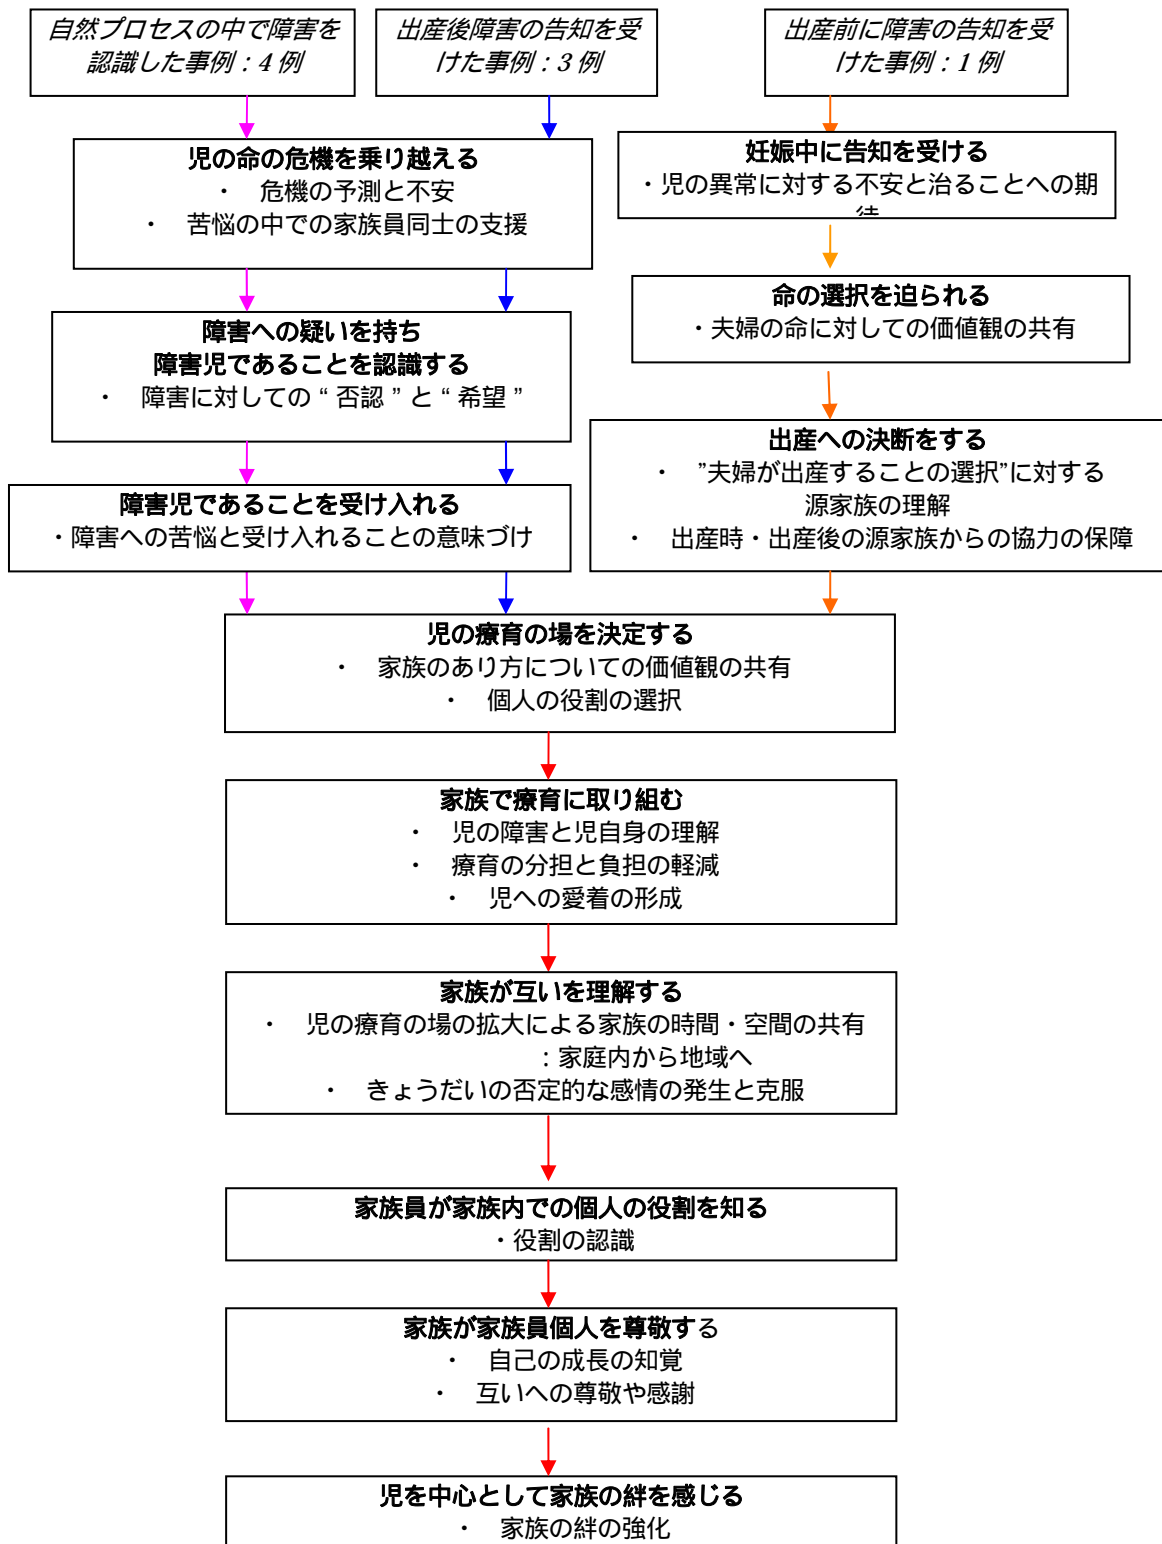 自然プロセスの中で障害を
認識した事例：4 例
出産後障害の告知を受
けた事例：3 例
出産前に障害の告知を受
けた事例：1 例
児の命の危機を乗り越える
・　危機の予測と不安
・　苦悩の中での家族員同士の支援
妊娠中に告知を受ける
・児の異常に対する不安と治ることへの期
待
命の選択を迫られる
・夫婦の命に対しての価値観の共有
障害への疑いを持ち
障害児であることを認識する
・　障害に対しての “ 否認 ” と “ 希望 ”
出産への決断をする
・　”夫婦が出産することの選択”に対する
源家族の理解
・　出産時・出産後の源家族からの協力の保障
障害児であることを受け入れる
・障害への苦悩と受け入れることの意味づけ
児の療育の場を決定する
・　家族のあり方についての価値観の共有
・　個人の役割の選択
家族で療育に取り組む
・　児の障害と児自身の理解
・　療育の分担と負担の軽減
・　児への愛着の形成
家族が互いを理解する
・　児の療育の場の拡大による家族の時間・空間の共有
：家庭内から地域へ
・　きょうだいの否定的な感情の発生と克服
家族員が家族内での個人の役割を知る
・役割の認識
家族が家族員個人を尊敬する
・　自己の成長の知覚
・　互いへの尊敬や感謝
児を中心として家族の絆を感じる
・　家族の絆の強化